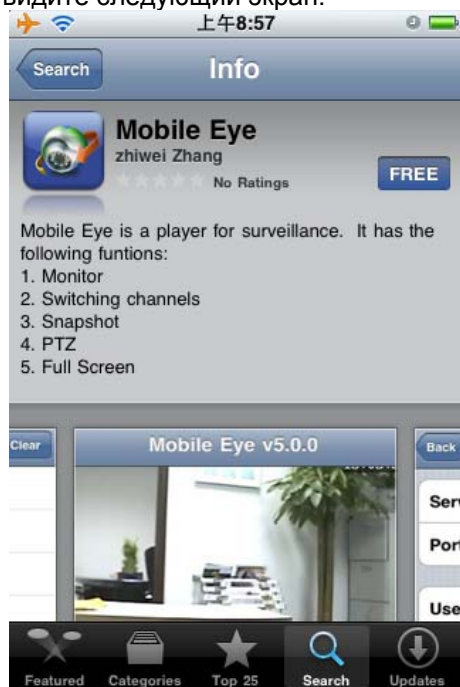 видите следующий экран:
上午8:57
Search
Info
Mobile Eye
zhiwei Zhang
No Ratings
FREE
Mobile Eye is a player for surveillance. It has the
following funtions:
1. Monitor
2. Switching channels
3. Snapshot
4. PTZ
5. Full Screen
Clear
Mobile Eye v5.0.0
Back
Serv
Port
Use
Featured
Categories
Top 25
Search
Updates